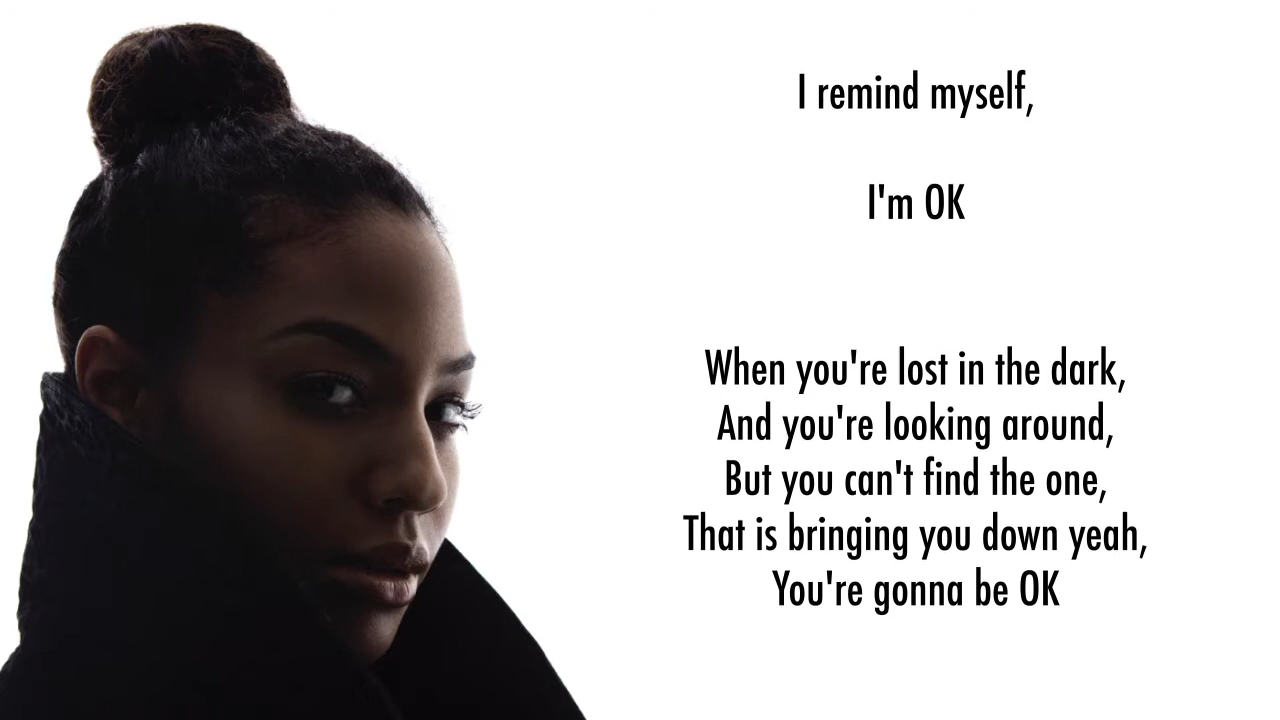 I remind myself,
I'm OK
When you're lost in the dark,
And you're looking around,
But you can't find the one,
That is bringing you down yeah,
You're gonna be OK